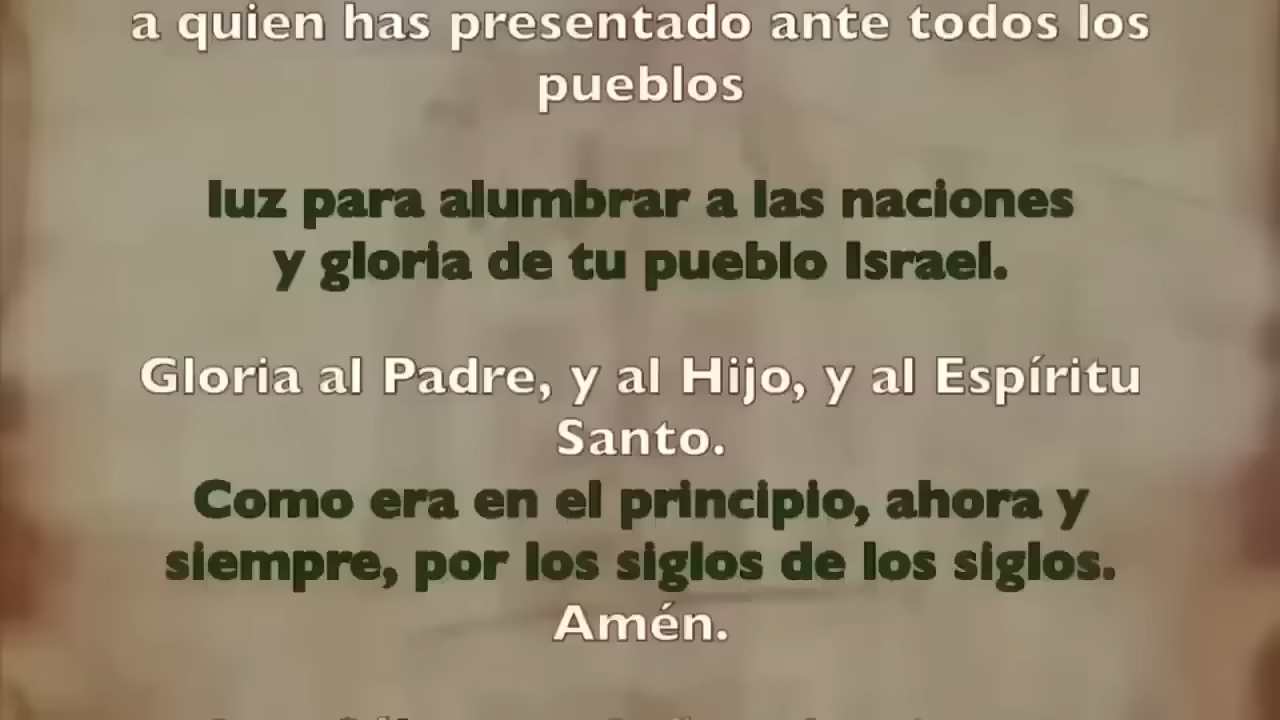 a quien has presentado ante todos los
pueblos
luz para alumbrar a las naciones
y gloria de tu pueblo Israel.
Gloria al Padre, y al Hijo, y al Espíritu
Santo.
Como era en el principio, ahora y
siempre, por los siglos de los siglos.
Amén.